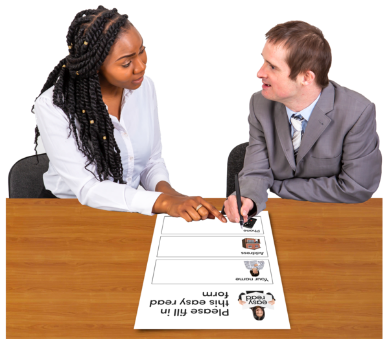 Please fill in
this easy read
form
easy
read
Your name
Address
Phone